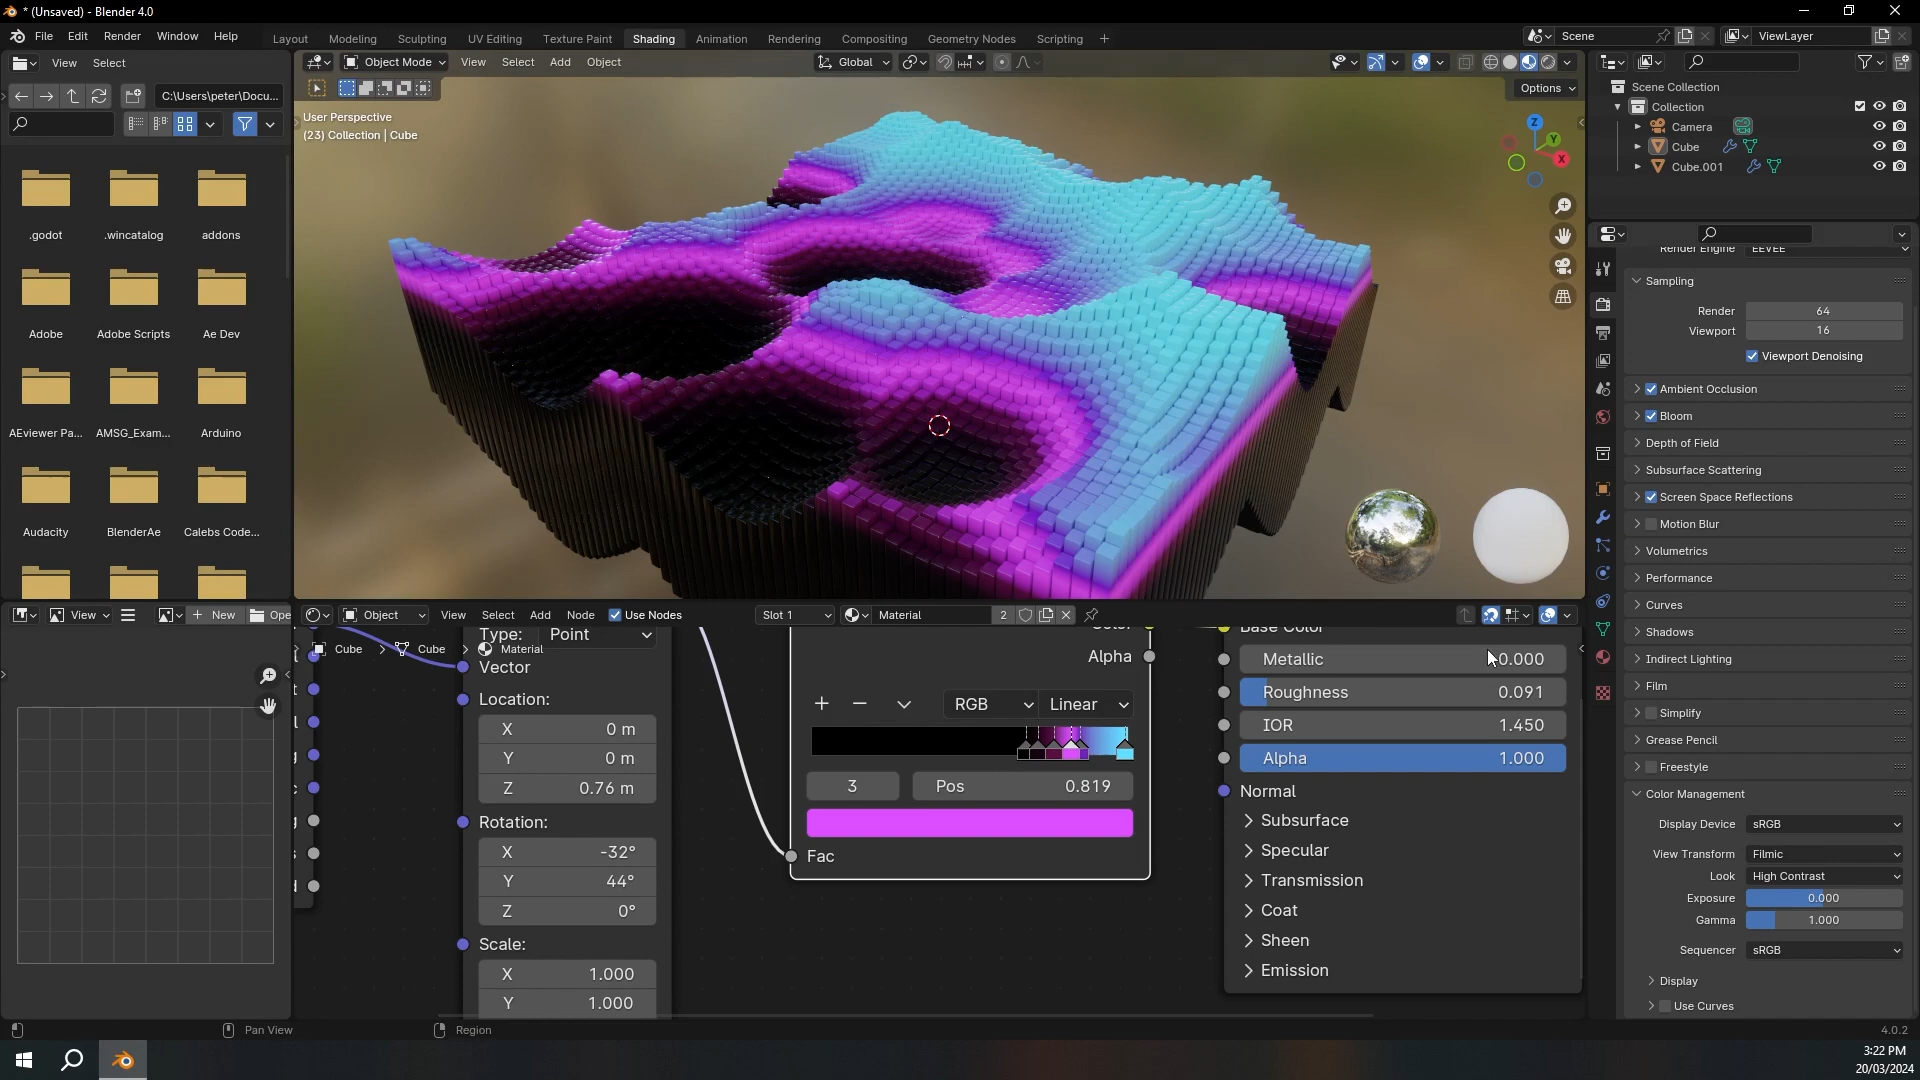 * (Unsaved) - Blender 4.0
File Edit Render Window Help
Layout Modeling Sculpting UV Editing Texture Paint Shading Animation Rendering Compositing Geometry Nodes Scripting +
Scene
ViewLayer
View Select
C:\Users\peter\Docu...
.godot .wincatalog addons
Adobe Adobe Scripts Ae Dev
AEviewer Pa... AMSG_Exam... Arduino
Audacity BlenderAe Calebs Code...
Object Mode View Select Add Object
Global
Options
User Perspective
(23) Collection | Cube
Z
Y
X
Scene Collection
Collection
Camera
Cube
Cube.001
Render Engine EEVEE
Sampling
Render 64
Viewport 16
Viewport Denoising
Ambient Occlusion
Bloom
Depth of Field
Subsurface Scattering
Screen Space Reflections
Motion Blur
Volumetrics
Performance
Curves
Shadows
Indirect Lighting
Film
Simplify
Grease Pencil
Freestyle
Color Management
Display Device sRGB
View Transform Filmic
Look High Contrast
Exposure 0.000
Gamma 1.000
Sequencer sRGB
Display
Use Curves
View
New
Ope
Object View Select Add Node Use Nodes
Slot 1
Material 2
Cube > Cube > Material
Type: Point
Vector
Location:
X 0 m
Y 0 m
Z 0.76 m
Rotation:
X -32°
Y 44°
Z 0°
Scale:
X 1.000
Y 1.000
Color
Alpha
RGB Linear
3 Pos 0.819
Fac
Base Color
Metallic 0.000
Roughness 0.091
IOR 1.450
Alpha 1.000
Normal
Subsurface
Specular
Transmission
Coat
Sheen
Emission
Pan View
Region
4.0.2
3:22 PM
20/03/2024